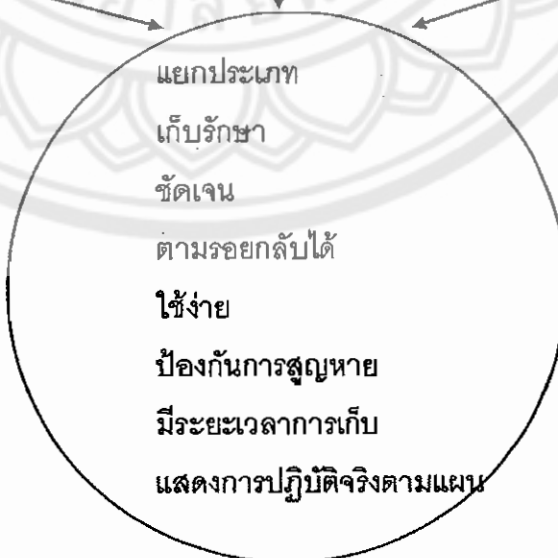 แยกประเภท
เก็บรักษา
ชัดเจน
ตามรอยกลับได้
ใช้ง่าย
ป้องกันการสูญหาย
มีระยะเวลาการเก็บ
แสดงการปฏิบัติจริงตามแผน